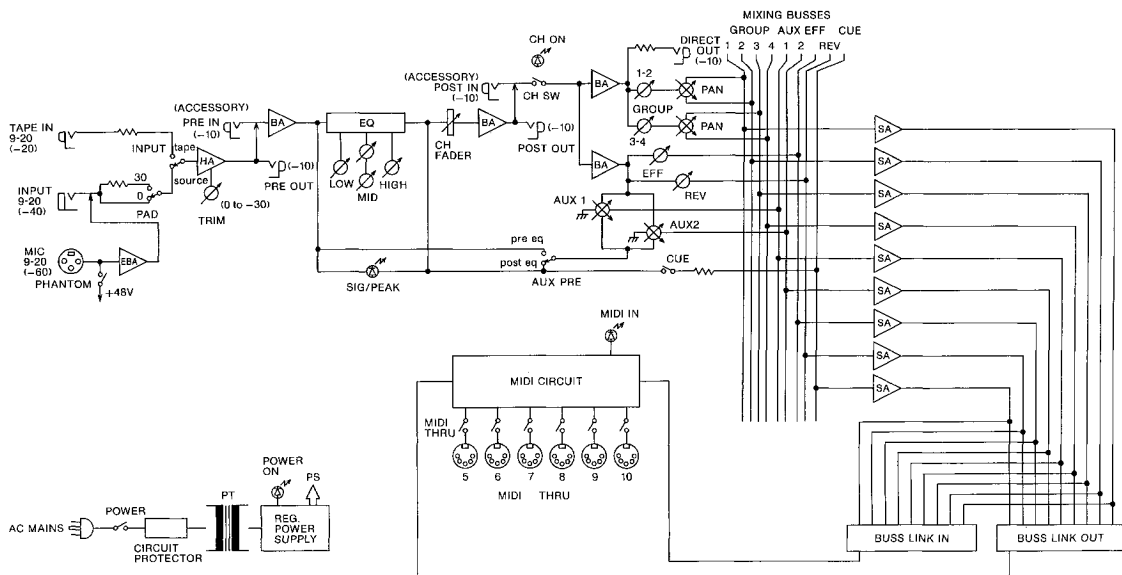 MIXING BUSSES
GROUP AUX EFF CUE
1 2 3 4 1 2 REV
CH ON
DIRECT
OUT
(-10)
(ACCESSORY)
POST IN
(-10)
CH SW
BA
1-2
PAN
GROUP
3-4
PAN
(ACCESSORY)
PRE IN
(-10)
BA
EQ
CH
FADER
BA
(-10)
POST OUT
TAPE IN
9-20
(-20)
INPUT
tape
HA
source
(-10)
PRE OUT
LOW
MID
HIGH
BA
EFF
REV
INPUT
9-20
(-40)
30
0
PAD
TRIM
(0 to -30)
AUX 1
AUX2
MIC
9-20
(-60)
PHANTOM
+48V
EBA
pre eq
post eq
AUX PRE
SIG/PEAK
CUE
SA
SA
SA
SA
SA
SA
SA
SA
SA
MIDI IN
MIDI CIRCUIT
MIDI
THRU
5 6 7 8 9 10
MIDI THRU
POWER
ON
PS
PT
AC MAINS
POWER
CIRCUIT
PROTECTOR
REG.
POWER
SUPPLY
BUSS LINK IN
BUSS LINK OUT